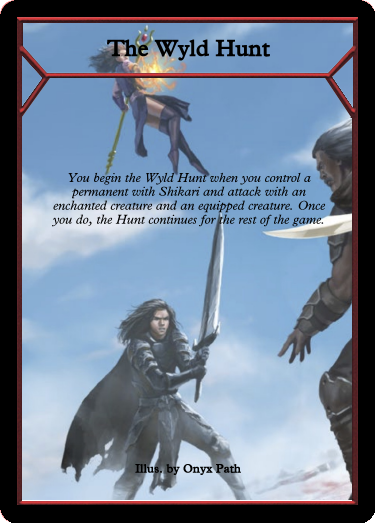 The Wyld Hunt
You begin the Wyld Hunt when you control a
permanent with Shikari and attack with an
enchanted creature and an equipped creature. Once
you do, the Hunt continues for the rest of the game.
Illus. by Onyx Path